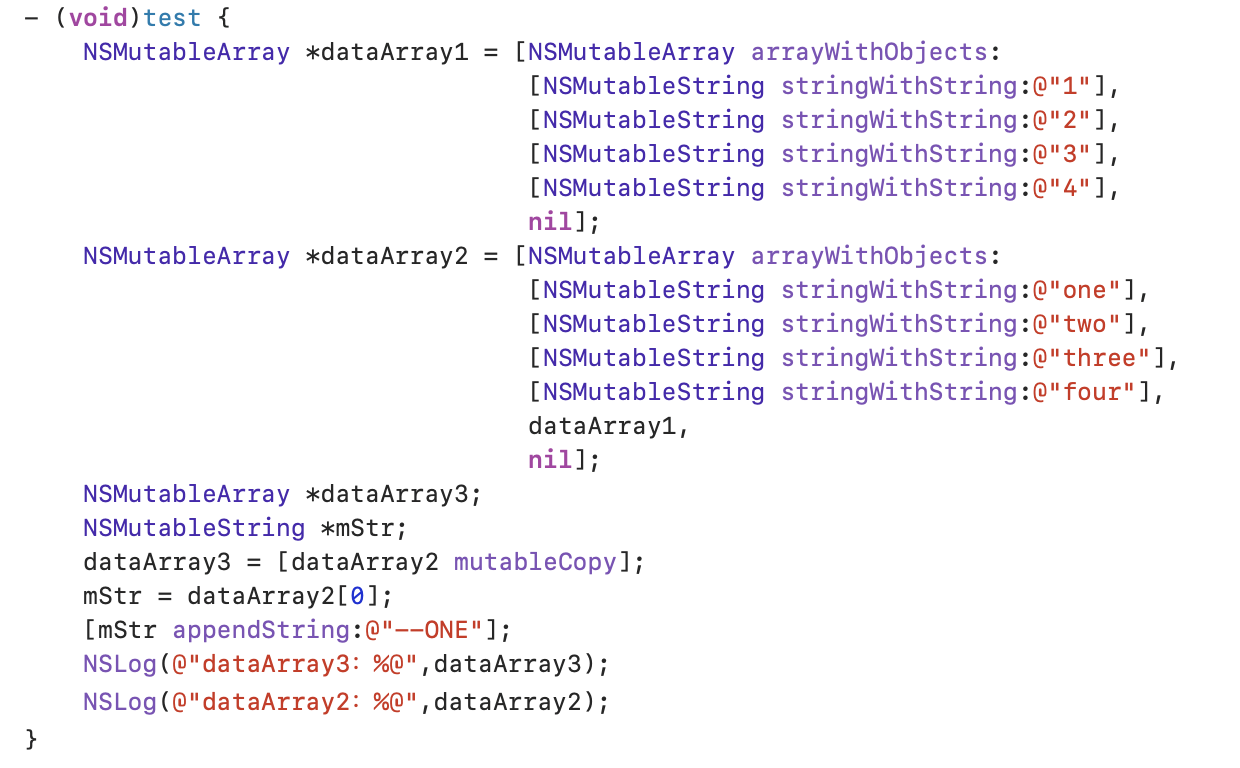 - (void)test {
    NSMutableArray *dataArray1 = [NSMutableArray arrayWithObjects:
                                  [NSMutableString stringWithString:@"1"],
                                  [NSMutableString stringWithString:@"2"],
                                  [NSMutableString stringWithString:@"3"],
                                  [NSMutableString stringWithString:@"4"],
                                  nil];
    NSMutableArray *dataArray2 = [NSMutableArray arrayWithObjects:
                                  [NSMutableString stringWithString:@"one"],
                                  [NSMutableString stringWithString:@"two"],
                                  [NSMutableString stringWithString:@"three"],
                                  [NSMutableString stringWithString:@"four"],
                                  dataArray1,
                                  nil];
    NSMutableArray *dataArray3;
    NSMutableString *mStr;
    dataArray3 = [dataArray2 mutableCopy];
    mStr = dataArray2[0];
    [mStr appendString:@"--ONE"];
    NSLog(@"dataArray3：%@",dataArray3);
    NSLog(@"dataArray2：%@",dataArray2);
}